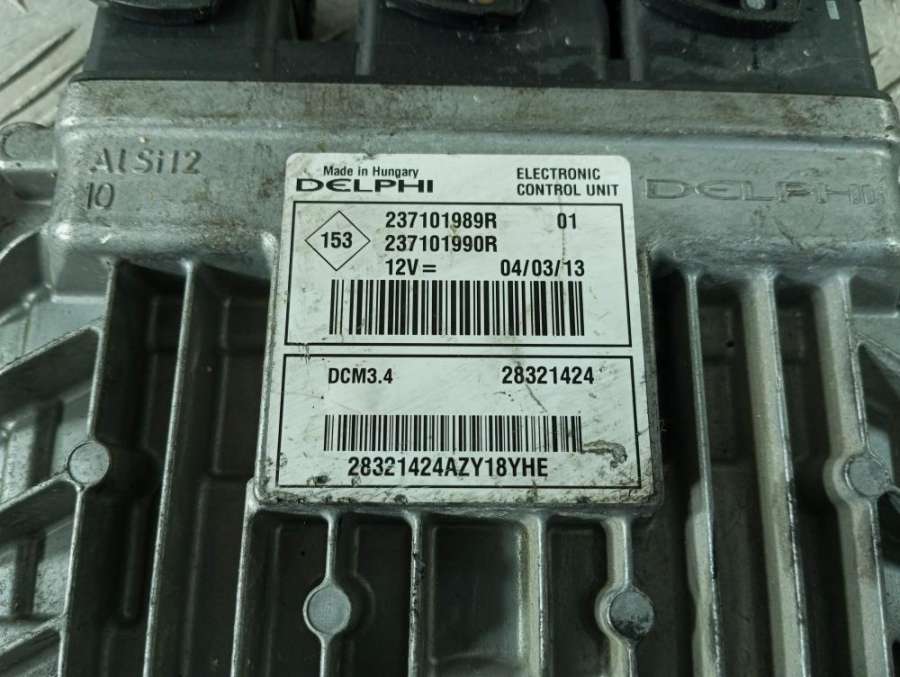 AlSi12
10
Made in Hungary
DELPHI
ELECTRONIC
CONTROL UNIT
DELPHI
153
237101989R 01
237101990R
12V= 04/03/13
DCM3.4 28321424
28321424AZY18YHE